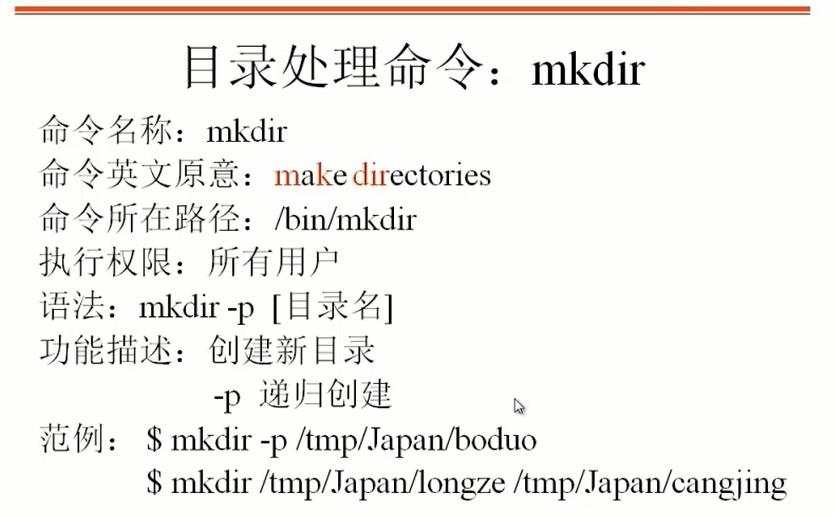 目录处理命令：mkdir
命令名称：mkdir
命令英文原意：make directories
命令所在路径：/bin/mkdir
执行权限：所有用户
语法：mkdir -p [目录名]
功能描述：创建新目录
-p 递归创建
范例： $ mkdir -p /tmp/Japan/boduo
$ mkdir /tmp/Japan/longze /tmp/Japan/cangjing